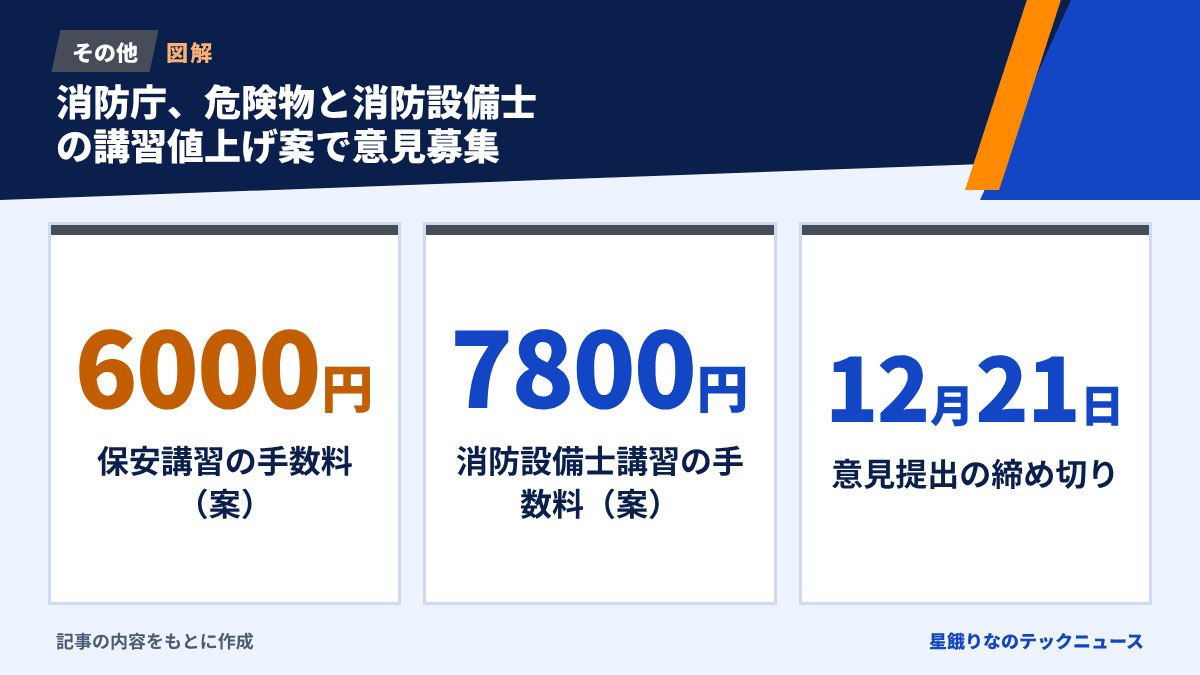 その他
図解
消防庁、危険物と消防設備士
の講習値上げ案で意見募集
6000円
保安講習の手数料
（案）
7800円
消防設備士講習の手
数料（案）
12月21日
意見提出の締め切り
記事の内容をもとに作成
星餓りなのテックニュース